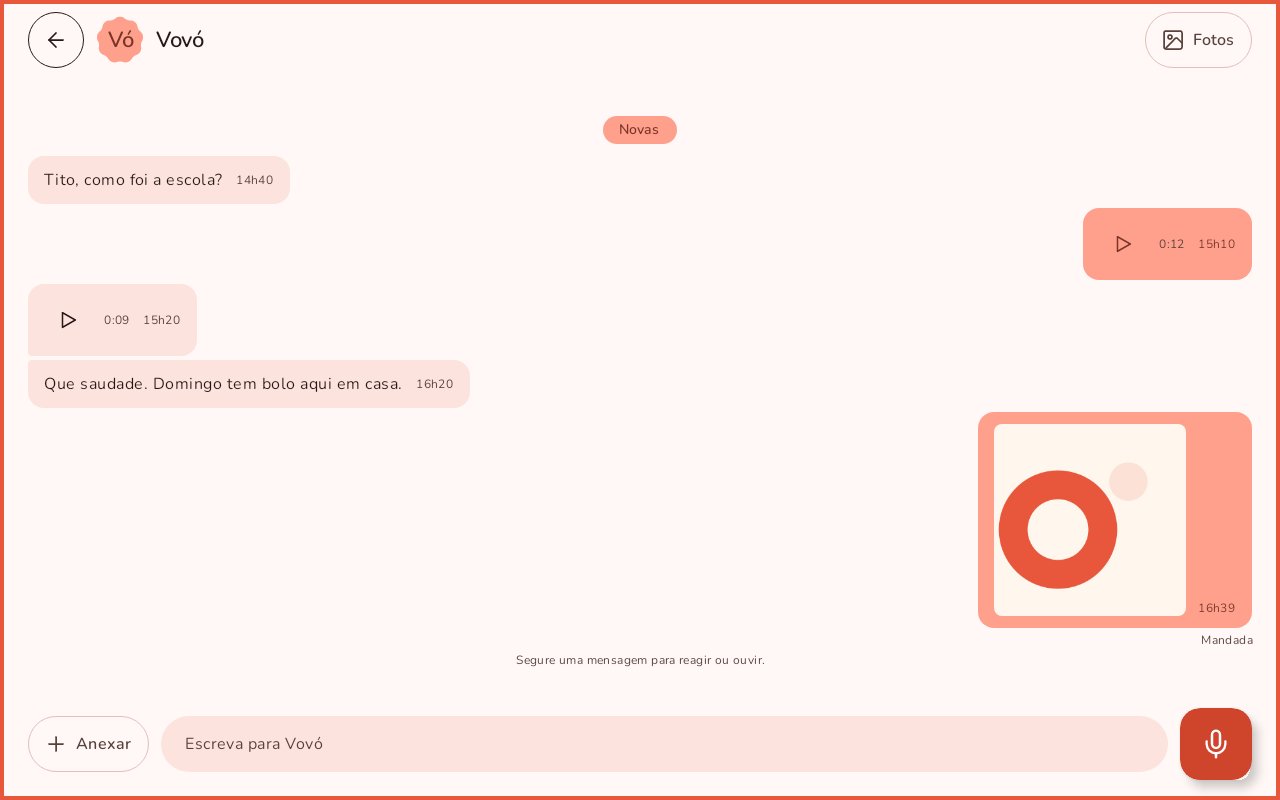 Vó Vovó
Fotos
Novas
Tito, como foi a escola? 14h40
0:12 15h10
0:09 15h20
Que saudade. Domingo tem bolo aqui em casa. 16h20
16h39
Mandada
Segure uma mensagem para reagir ou ouvir.
Anexar
Escreva para Vovó